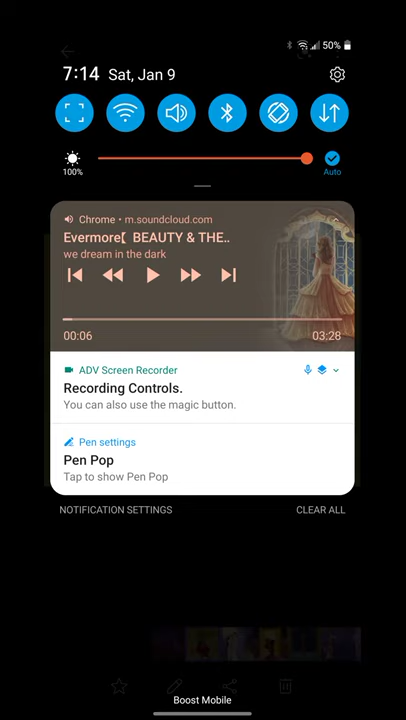 50%
7:14 Sat, Jan 9
100%
Auto
Chrome • m.soundcloud.com
Evermore【 BEAUTY & THE..
we dream in the dark
00:06
03:28
ADV Screen Recorder
Recording Controls.
You can also use the magic button.
Pen settings
Pen Pop
Tap to show Pen Pop
NOTIFICATION SETTINGS
CLEAR ALL
Boost Mobile